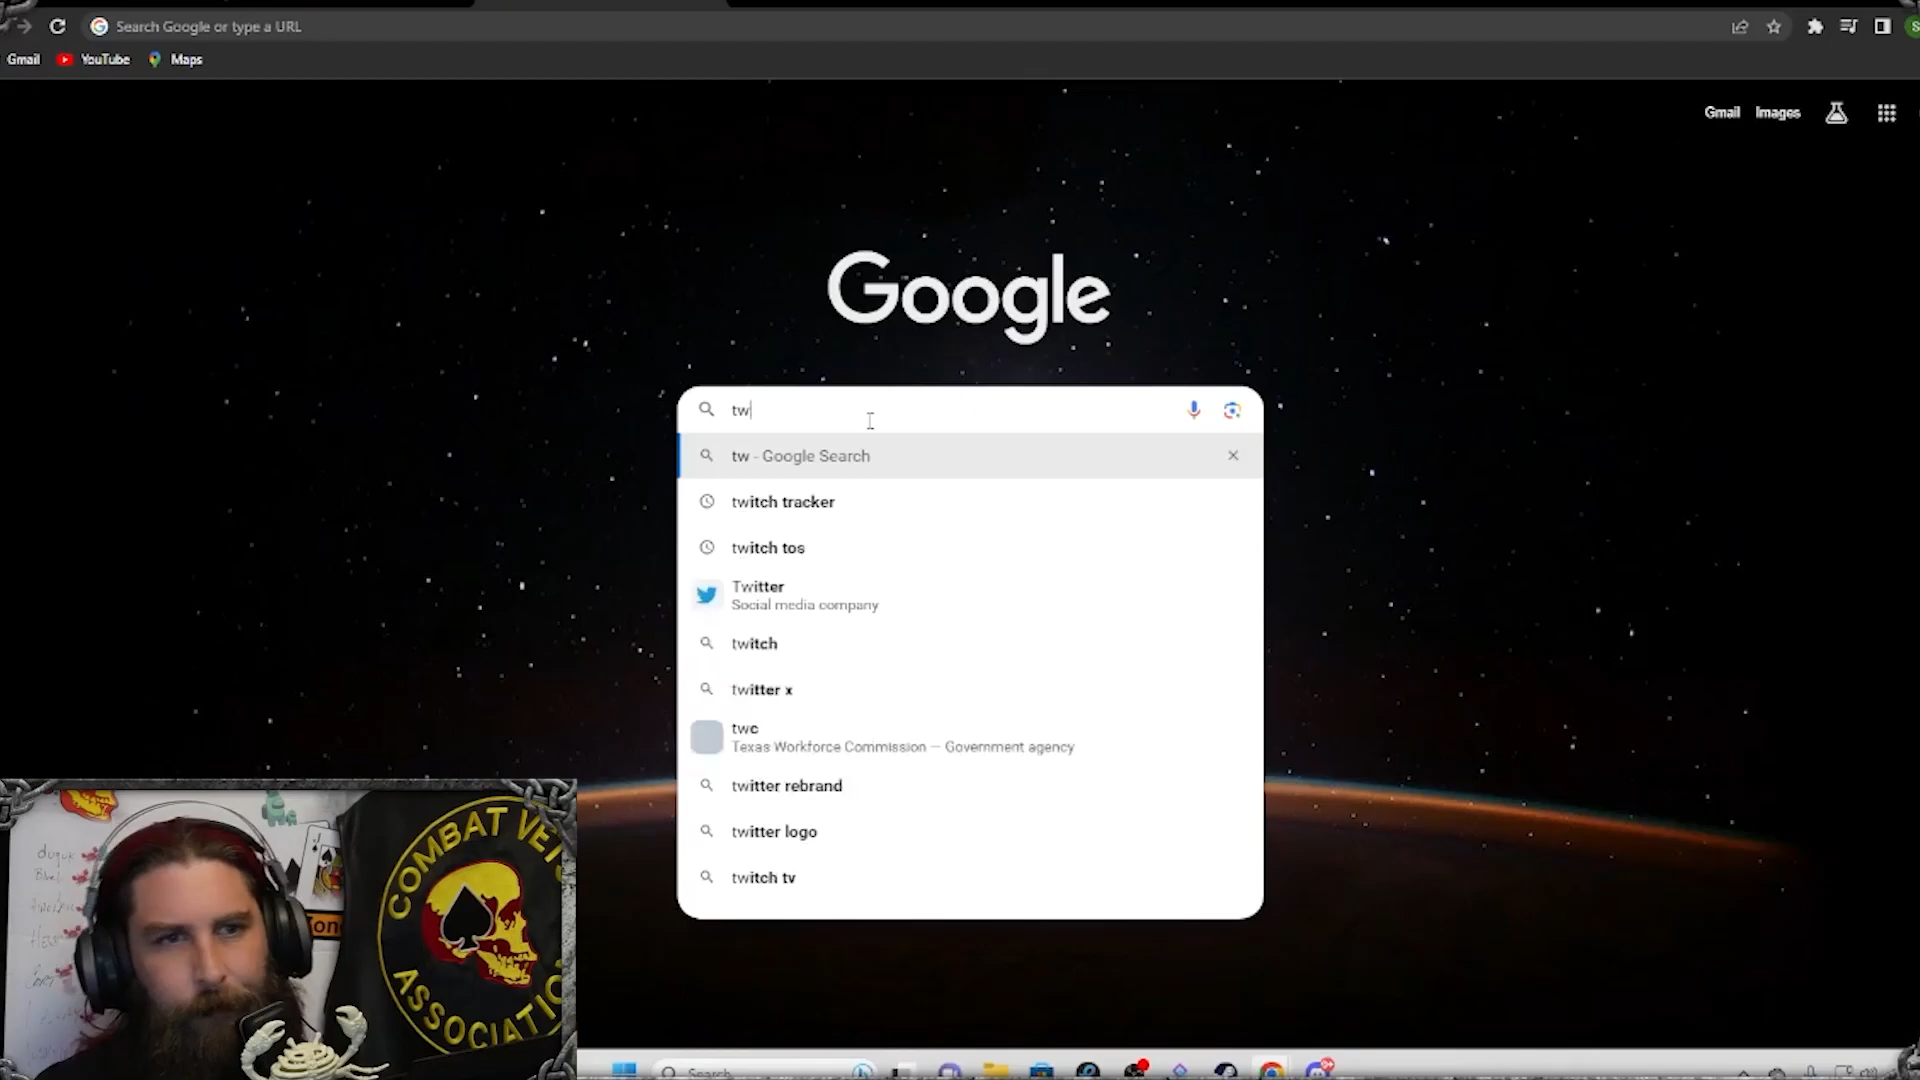 Search Google or type a URL
Gmail
YouTube
Maps
Gmail
Images
Google
tw
tw - Google Search
twitch tracker
twitch tos
Twitter
Social media company
twitch
twitter x
twc
Texas Workforce Commission — Government agency
twitter rebrand
twitter logo
twitch tv
COMBAT VE
ASSOCIATIO
Search